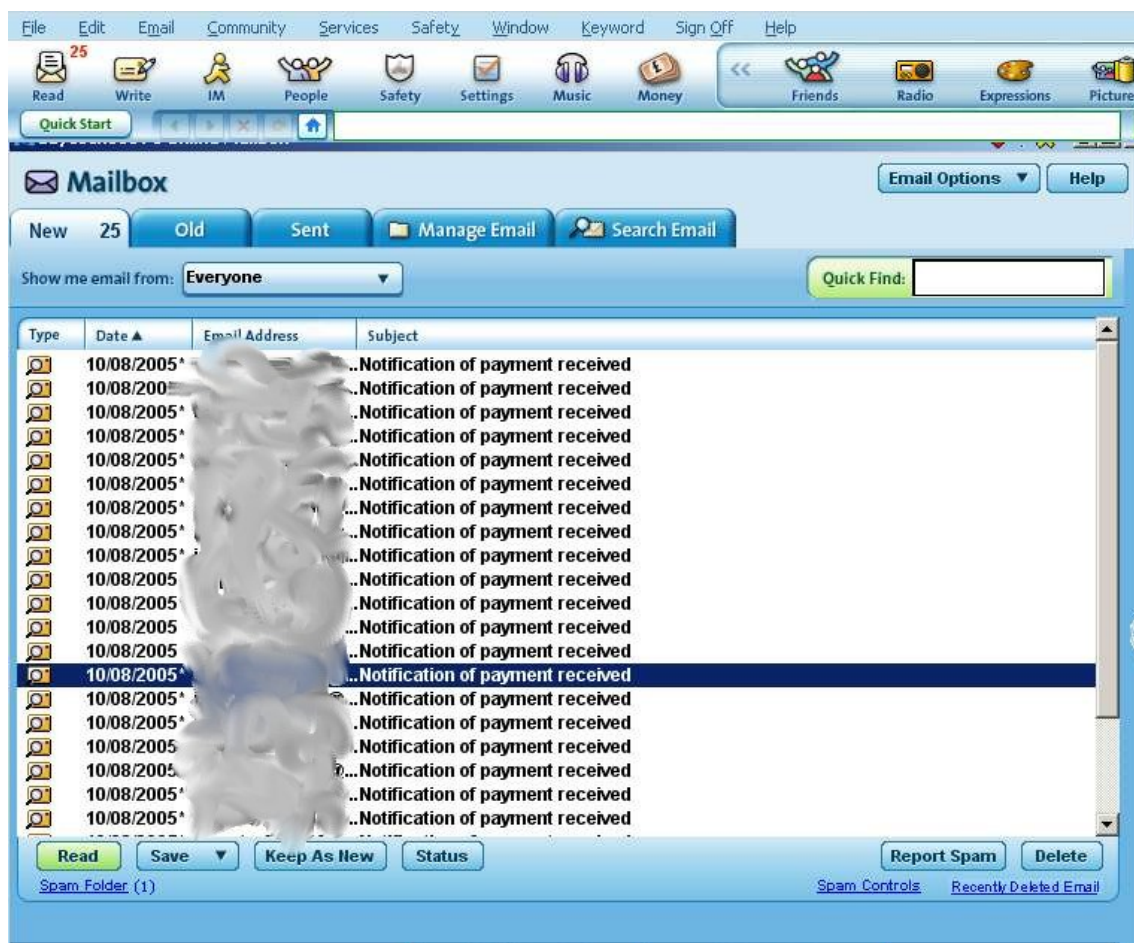 File Edit Email Community Services Safety Window Keyword Sign Off Help
25
Read Write IM People Safety Settings Music Money << Friends Radio Expressions Picture
Quick Start
Mailbox
Email Options ▼ Help
New 25 Old Sent Manage Email Search Email
Show me email from: Everyone ▼ Quick Find:
Type Date ▲ Email Address Subject
10/08/2005* ..Notification of payment received
..Notification of payment received
10/08/2005* .Notification of payment received
10/08/2005* ..Notification of payment received
10/08/2005* .Notification of payment received
10/08/2005* ..Notification of payment received
10/08/2005* ..Notification of payment received
10/08/2005* ..Notification of payment received
10/08/2005* ..Notification of payment received
10/08/2005 ..Notification of payment received
10/08/2005 .Notification of payment received
10/08/2005 ...Notification of payment received
10/08/2005 ..Notification of payment received
10/08/2005* ...Notification of payment received
10/08/2005* ...Notification of payment received
10/08/2005* ..Notification of payment received
10/08/2005 .Notification of payment received
10/08/2005 ...Notification of payment received
10/08/2005* ..Notification of payment received
10/08/2005* ..Notification of payment received
Read Save ▼ Keep As New Status Report Spam Delete
Spam Folder (1) Spam Controls Recently Deleted Email